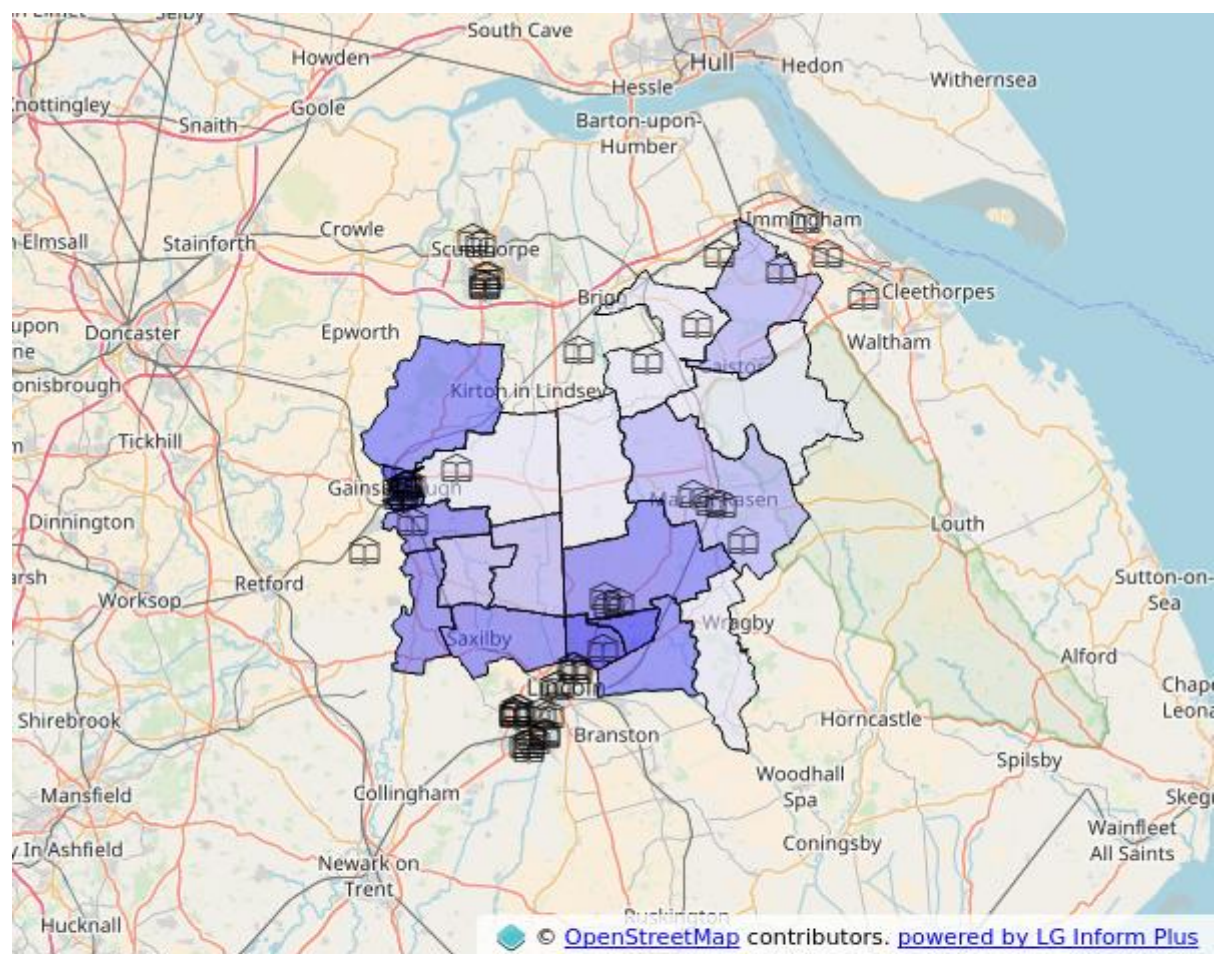 South Cave
Howden
Hull
Hedon
Withernsea
Hessle
Goole
Snaith
Barton-upon-
Humber
Immingham
Crowle
Stainforth
Scunthorpe
Brigg
Cleethorpes
Epworth
Doncaster
Waltham
Kirton in Lindsey
Tickhill
Dinnington
Louth
Retford
Worksop
Sutton-on-
Sea
Wragby
Saxilby
Alford
Lincoln
Shirebrook
Horncastle
Branston
Spilsby
Woodhall
Spa
Mansfield
Collingham
Wainfleet
All Saints
Coningsby
Newark on
Trent
Hucknall
Ruskington
© OpenStreetMap contributors. powered by LG Inform Plus